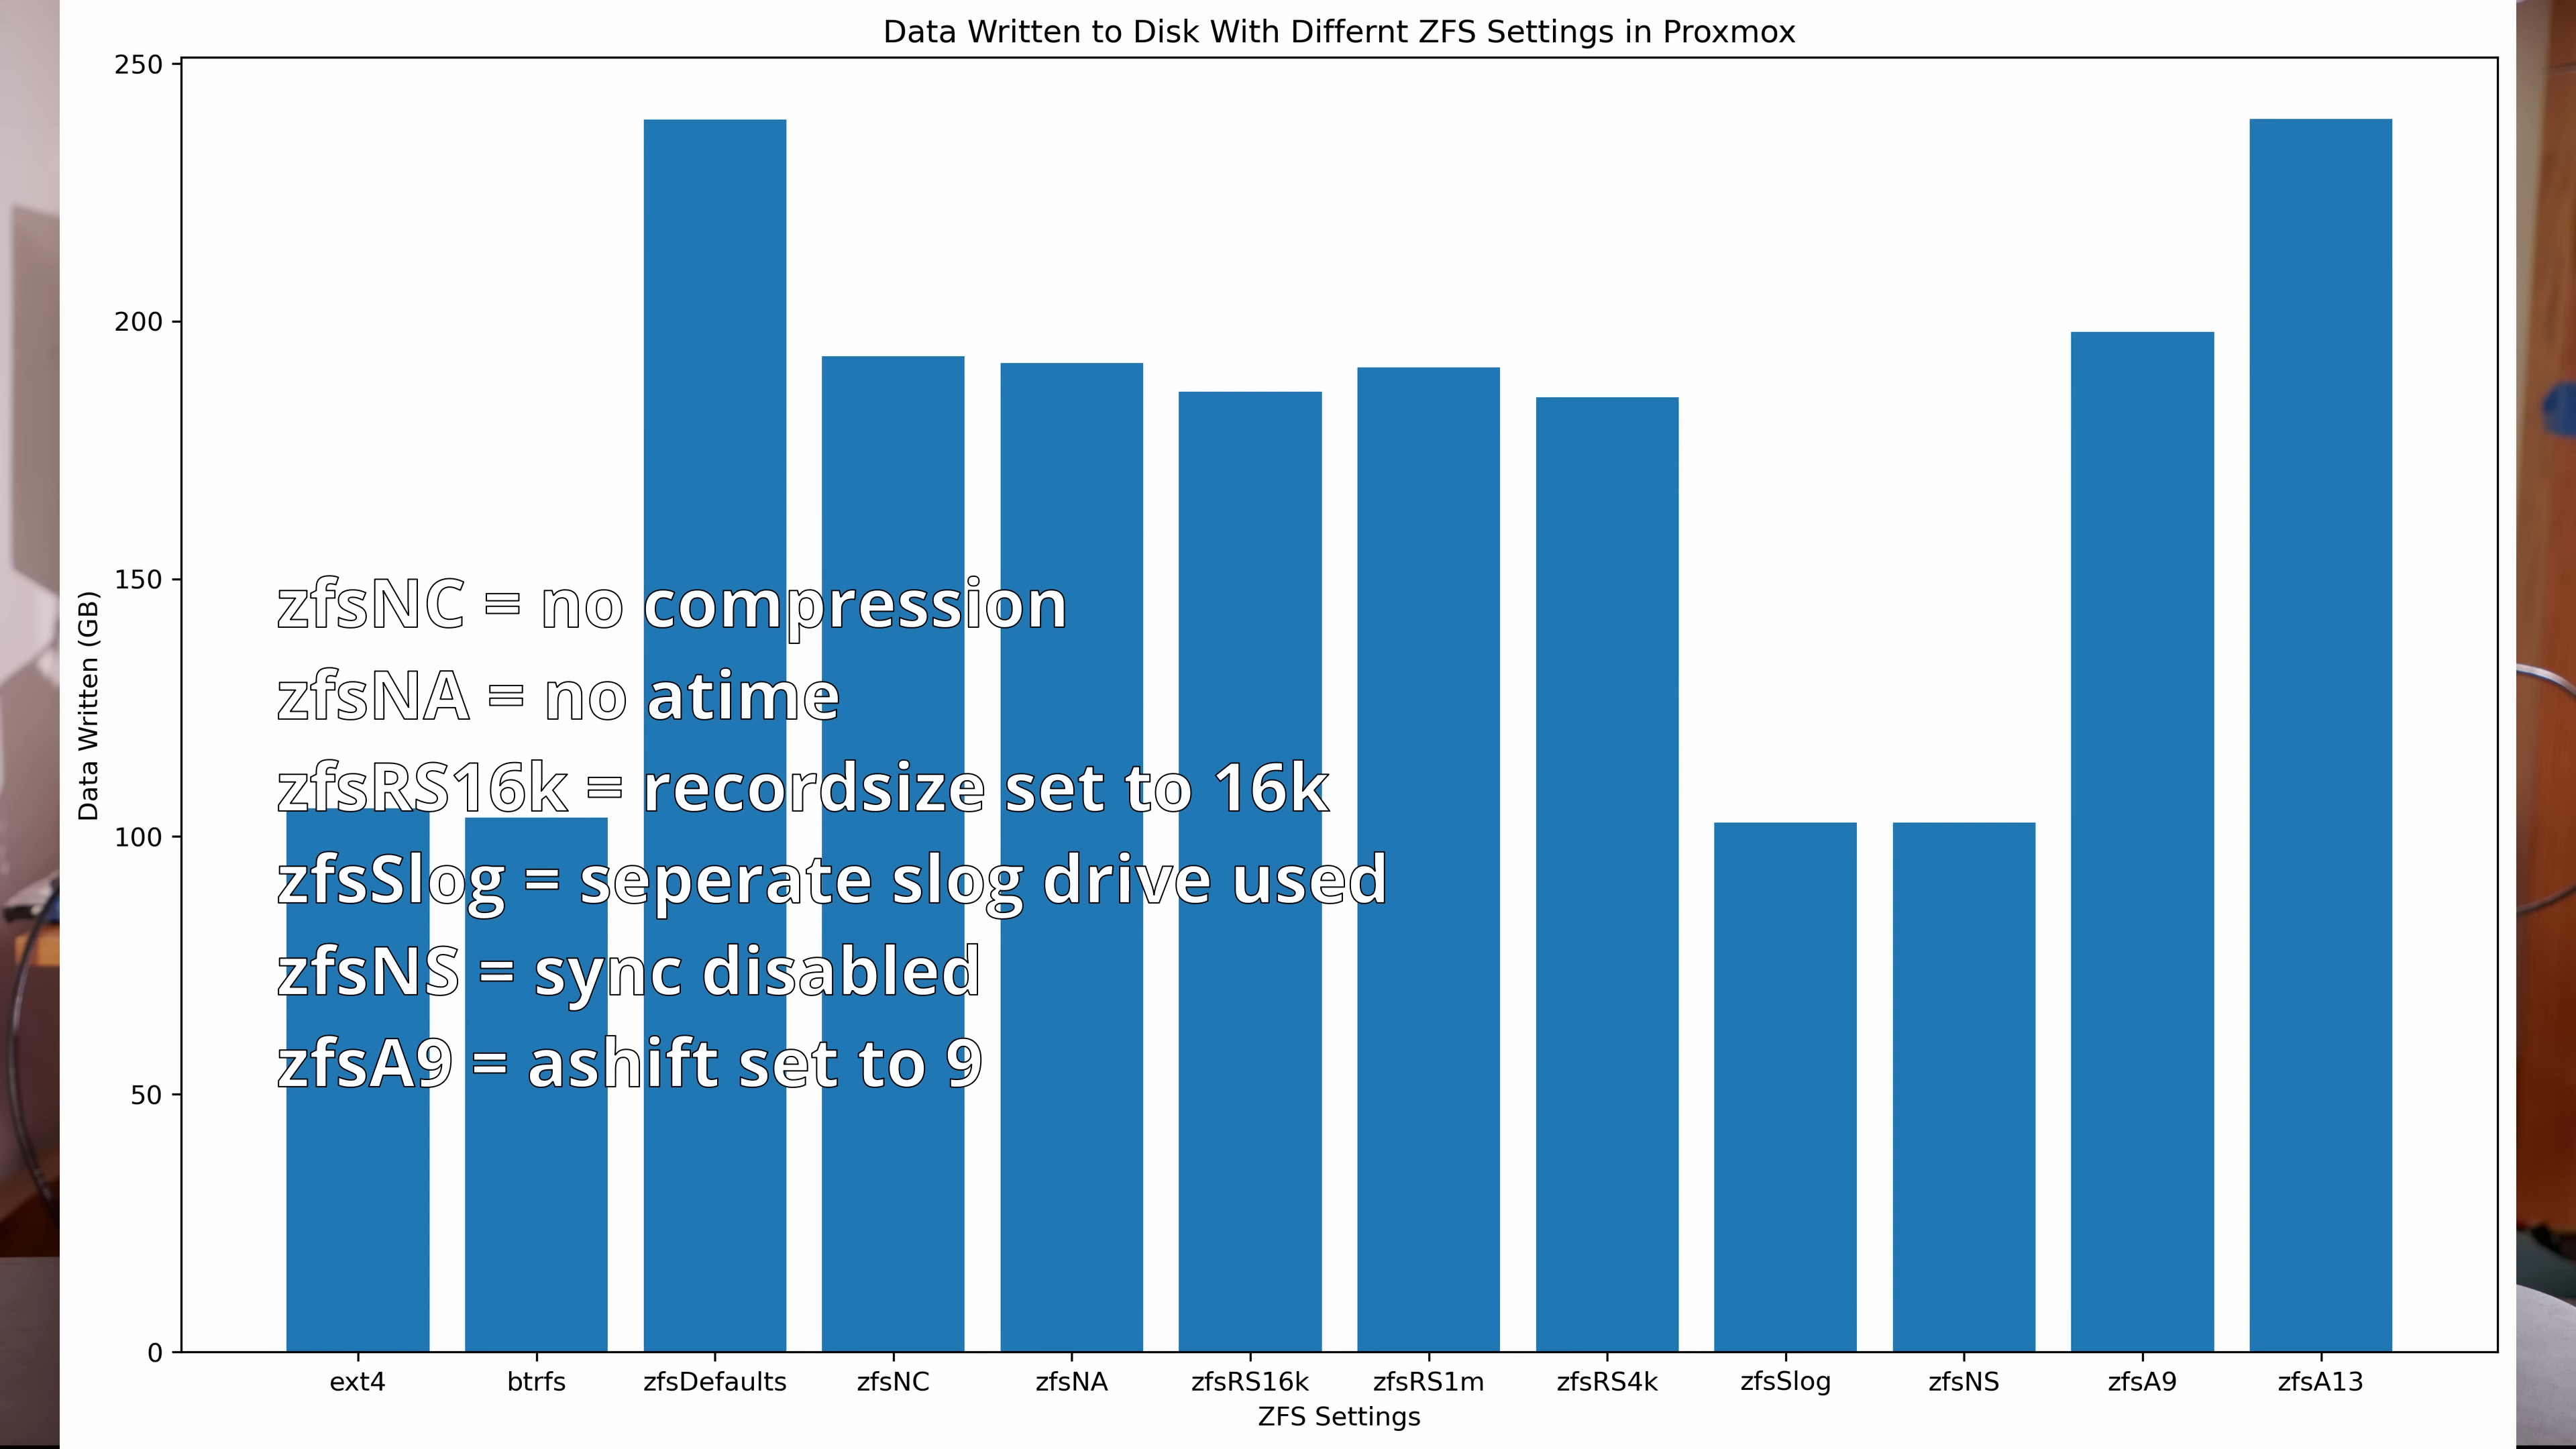 Data Written to Disk With Differnt ZFS Settings in Proxmox
250
200
150
100
50
0
Data Written (GB)
zfsNC = no compression
zfsNA = no atime
zfsRS16k = recordsize set to 16k
zfsSlog = seperate slog drive used
zfsNS = sync disabled
zfsA9 = ashift set to 9
ext4 btrfs zfsDefaults zfsNC zfsNA zfsRS16k zfsRS1m zfsRS4k zfsSlog zfsNS zfsA9 zfsA13
ZFS Settings